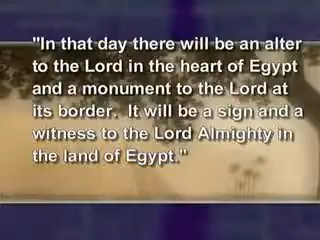 "In that day there will be an alter
to the Lord in the heart of Egypt
and a monument to the Lord at
its border.  It will be a sign and a
witness to the Lord Almighty in
the land of Egypt."